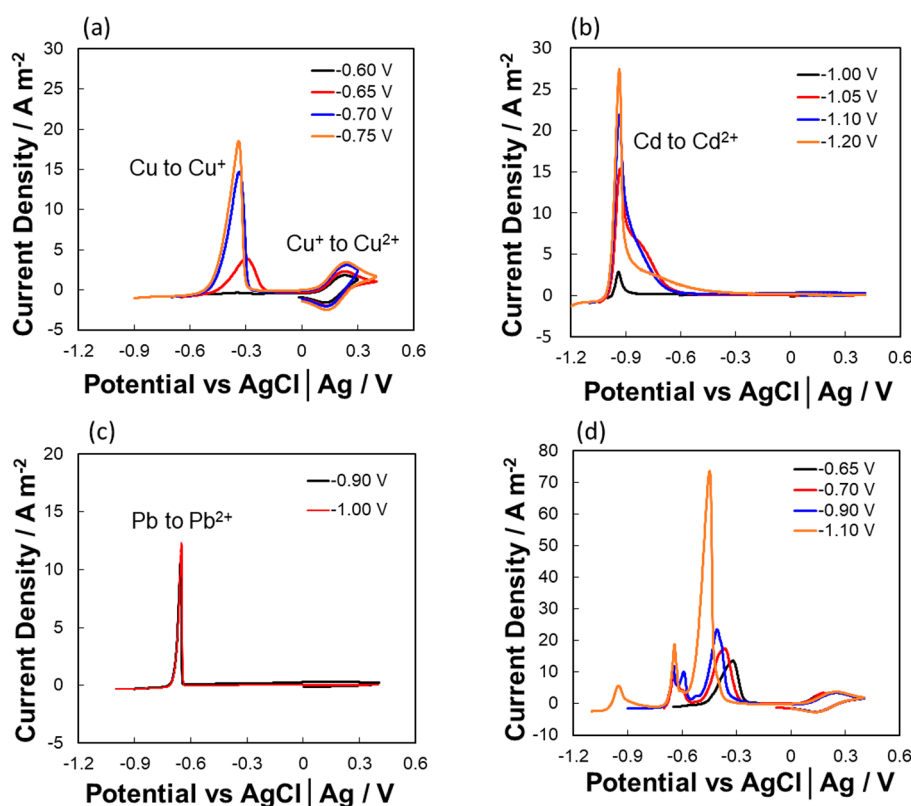 (a)
30
25
20
15
10
5
0
-5
-1.2 -0.9 -0.6 -0.3 0 0.3 0.6
Current Density / A m-2
Potential vs AgCl│Ag / V
-0.60 V
-0.65 V
-0.70 V
-0.75 V
Cu to Cu+
Cu+ to Cu2+
(b)
30
25
20
15
10
5
0
-5
-1.2 -0.9 -0.6 -0.3 0 0.3 0.6
Current Density / A m-2
Potential vs AgCl│Ag / V
-1.00 V
-1.05 V
-1.10 V
-1.20 V
Cd to Cd2+
(c)
20
15
10
5
0
-5
-1.2 -0.9 -0.6 -0.3 0 0.3 0.6
Current Density / A m-2
Potential vs AgCl│Ag / V
-0.90 V
-1.00 V
Pb to Pb2+
(d)
80
70
60
50
40
30
20
10
0
-10
-1.2 -0.9 -0.6 -0.3 0 0.3 0.6
Current Density / A m-2
Potential vs AgCl│Ag / V
-0.65 V
-0.70 V
-0.90 V
-1.10 V